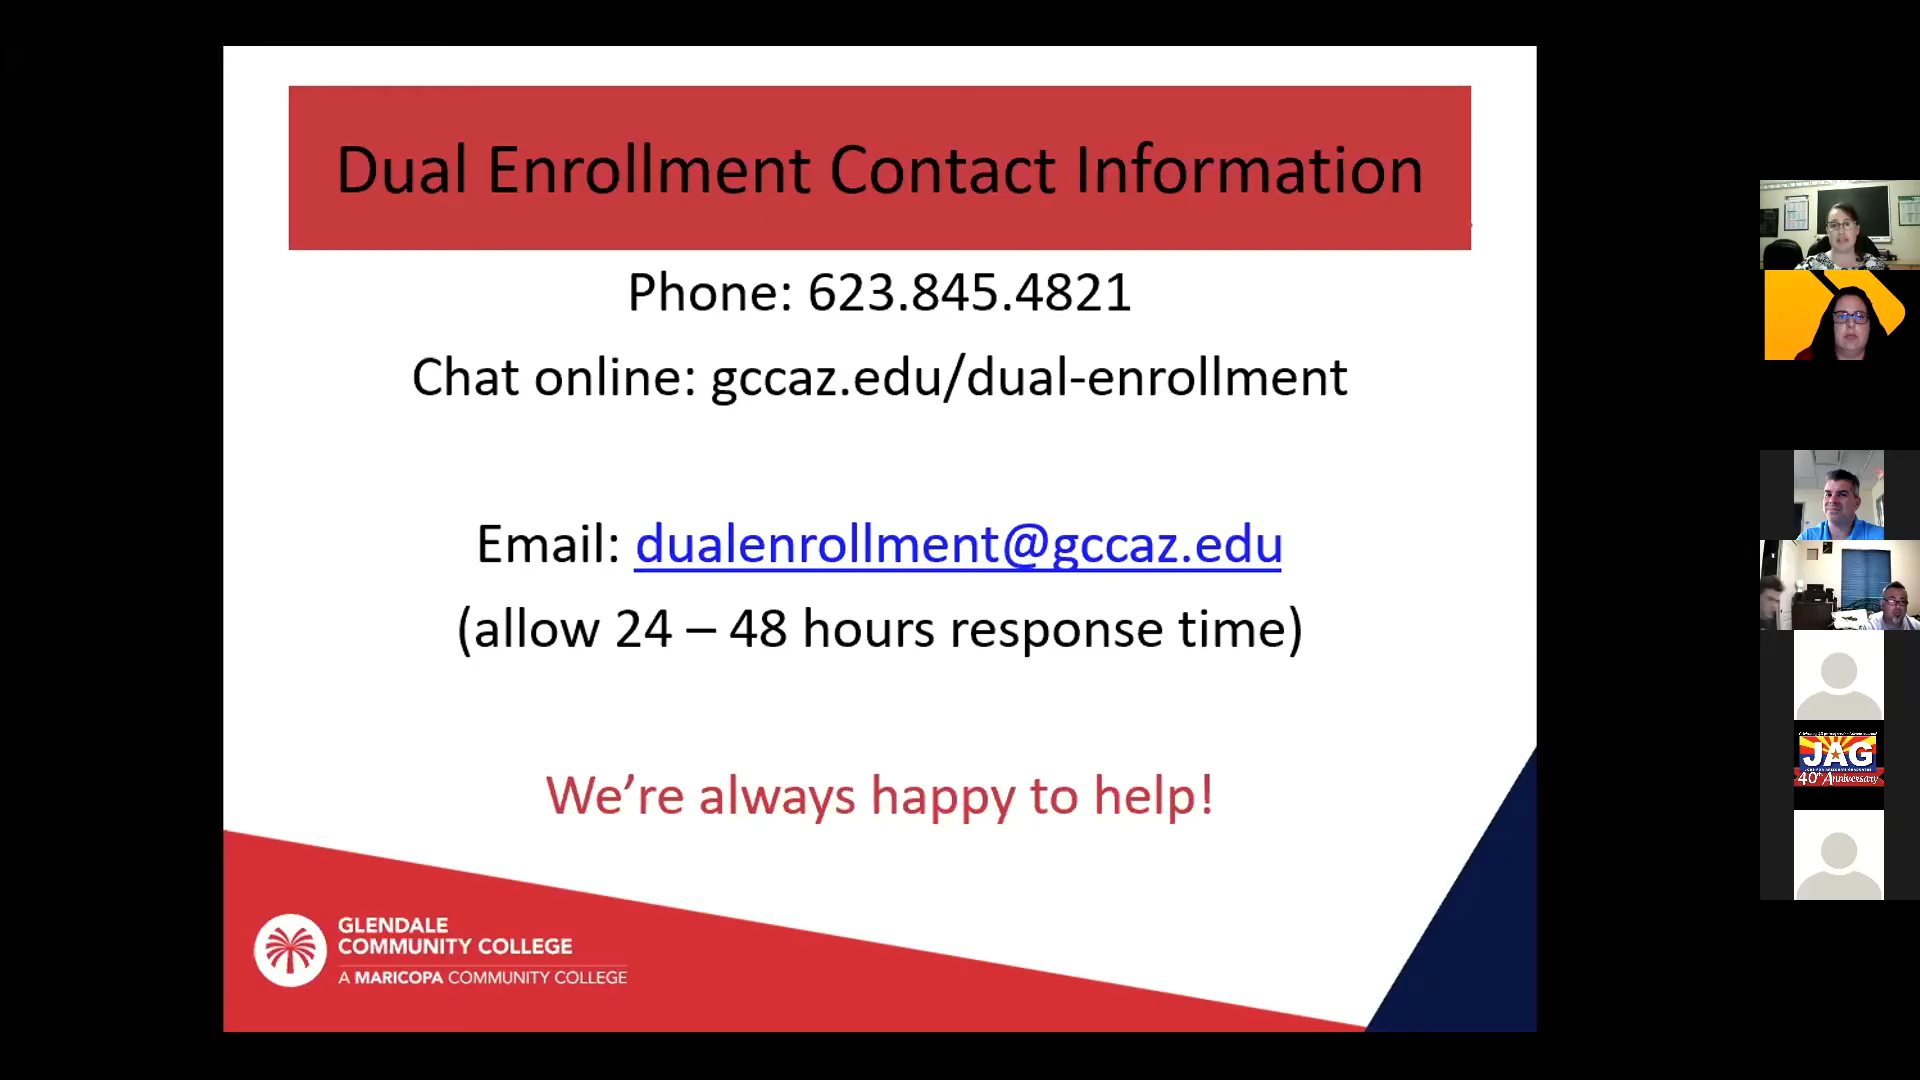 Dual Enrollment Contact Information
Phone: 623.845.4821
Chat online: gccaz.edu/dual-enrollment
Email: dualenrollment@gccaz.edu
(allow 24 – 48 hours response time)
We’re always happy to help!
GLENDALE
COMMUNITY COLLEGE
A MARICOPA COMMUNITY COLLEGE
JAG
40th Anniversary